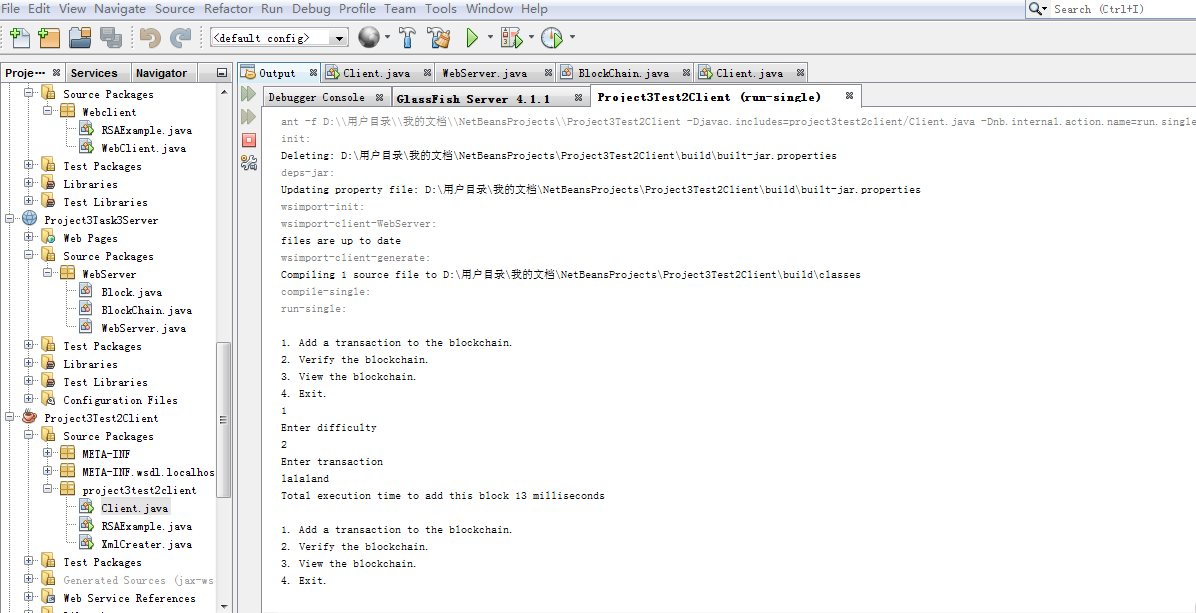 File Edit View Navigate Source Refactor Run Debug Profile Team Tools Window Help
Search (Ctrl+I)
<default config>
Proje… Services Navigator
Source Packages
Webclient
RSAExample.java
WebClient.java
Test Packages
Libraries
Test Libraries
Project3Task3Server
Web Pages
Source Packages
WebServer
Block.java
BlockChain.java
WebServer.java
Test Packages
Libraries
Test Libraries
Configuration Files
Project3Test2Client
Source Packages
META-INF
META-INF.wsdl.localhos
project3test2client
Client.java
RSAExample.java
XmlCreater.java
Test Packages
Generated Sources (jax-ws
Web Service References
Output Client.java WebServer.java BlockChain.java Client.java
Debugger Console GlassFish Server 4.1.1 Project3Test2Client (run-single)
ant -f D:\\用户目录\\我的文档\\NetBeansProjects\\Project3Test2Client -Djavac.includes=project3test2client/Client.java -Dnb.internal.action.name=run.single
init:
Deleting: D:\用户目录\我的文档\NetBeansProjects\Project3Test2Client\build\built-jar.properties
deps-jar:
Updating property file: D:\用户目录\我的文档\NetBeansProjects\Project3Test2Client\build\built-jar.properties
wsimport-init:
wsimport-client-WebServer:
files are up to date
wsimport-client-generate:
Compiling 1 source file to D:\用户目录\我的文档\NetBeansProjects\Project3Test2Client\build\classes
compile-single:
run-single:
1. Add a transaction to the blockchain.
2. Verify the blockchain.
3. View the blockchain.
4. Exit.
1
Enter difficulty
2
Enter transaction
lalaland
Total execution time to add this block 13 milliseconds
1. Add a transaction to the blockchain.
2. Verify the blockchain.
3. View the blockchain.
4. Exit.